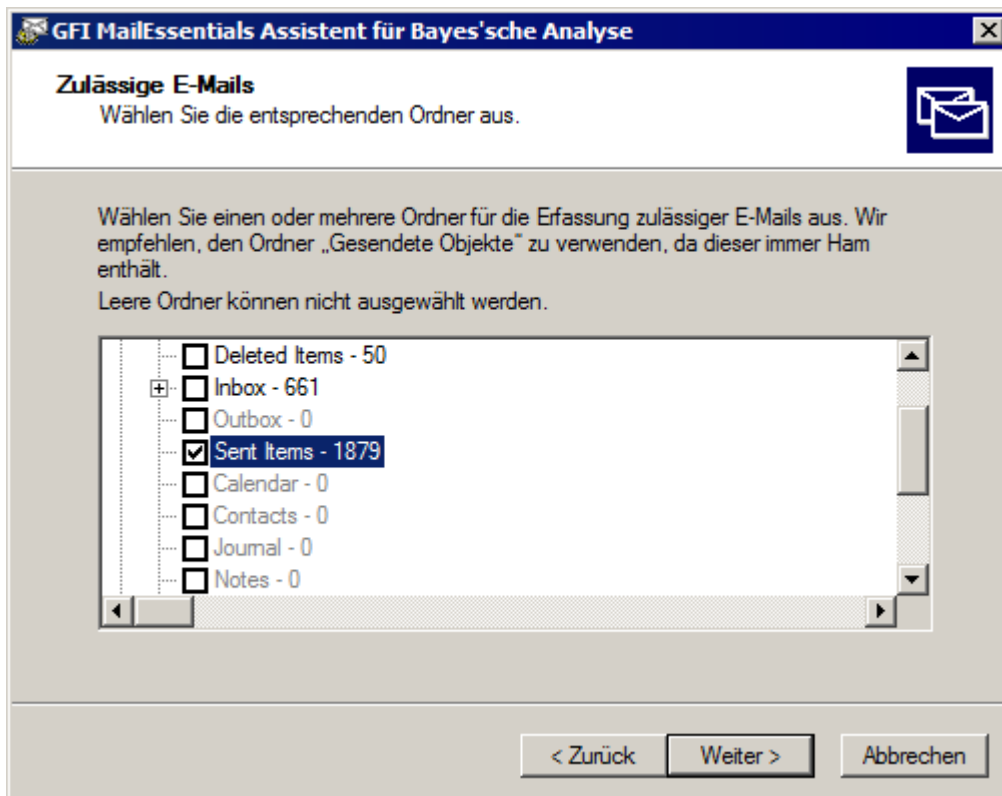 GFI MailEssentials Assistent für Bayes'sche Analyse
Zulässige E-Mails
Wählen Sie die entsprechenden Ordner aus.
Wählen Sie einen oder mehrere Ordner für die Erfassung zulässiger E-Mails aus. Wir
empfehlen, den Ordner „Gesendete Objekte“ zu verwenden, da dieser immer Ham
enthält.
Leere Ordner können nicht ausgewählt werden.
Deleted Items - 50
Inbox - 661
Outbox - 0
Sent Items - 1879
Calendar - 0
Contacts - 0
Journal - 0
Notes - 0
< Zurück Weiter > Abbrechen